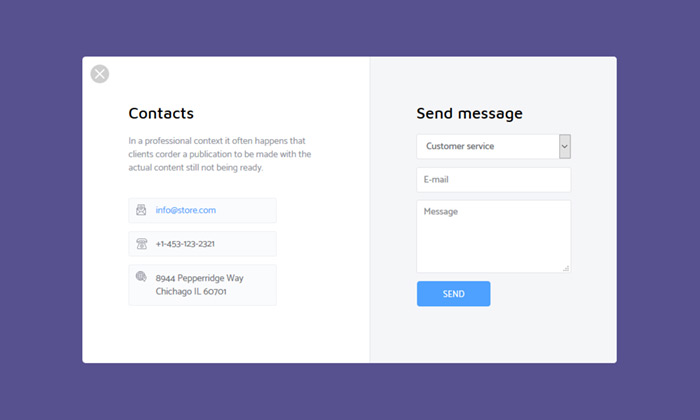 Contacts
In a professional context it often happens that
clients corder a publication to be made with the
actual content still not being ready.
info@store.com
+1-453-123-2321
8944 Pepperridge Way
Chichago IL 60701
Send message
Customer service
E-mail
Message
SEND